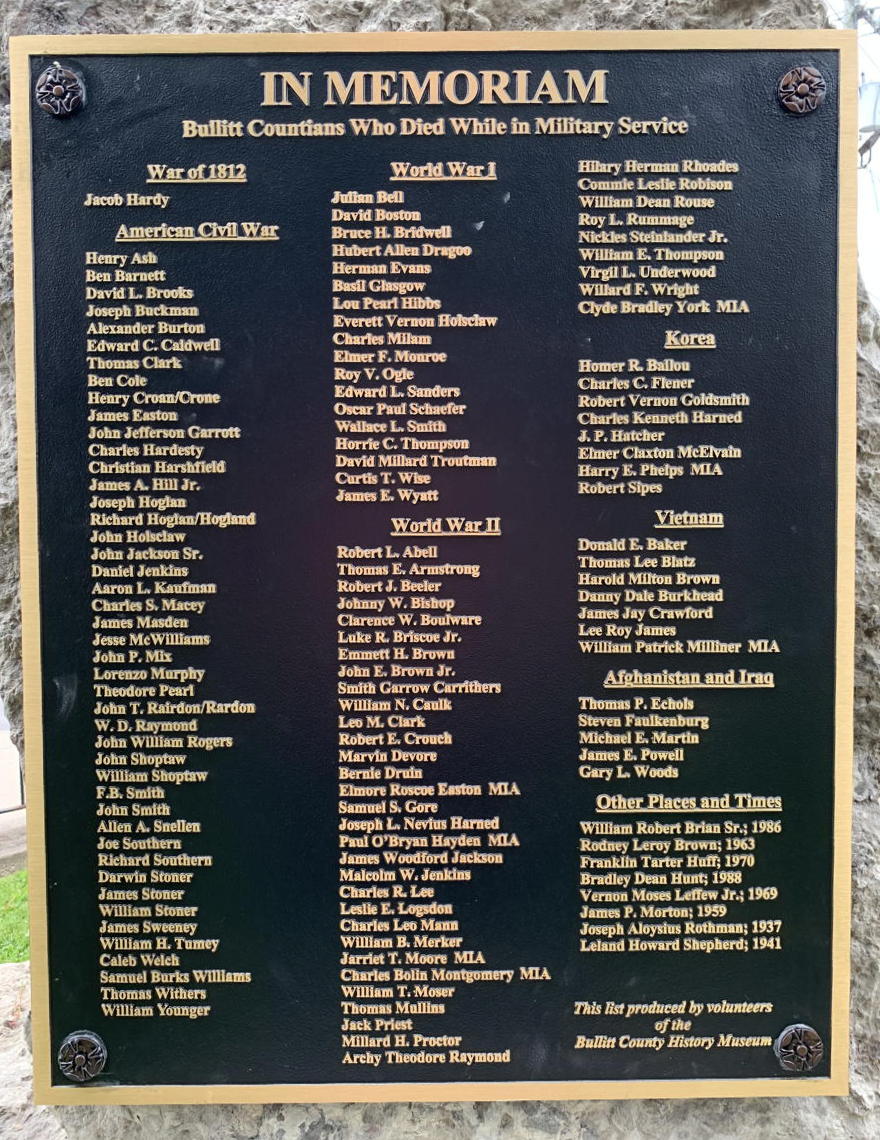 IN MEMORIAM
Bullitt Countians Who Died While in Military Service
War of 1812
Jacob Hardy
American Civil War
Henry Ash
Ben Barnett
David L. Brooks
Joseph Buckman
Alexander Burton
Edward C. Caldwell
Thomas Clark
Ben Cole
Henry Croan/Crone
James Easton
John Jefferson Garrott
Charles Hardesty
Christian Harshfield
James A. Hill Jr.
Joseph Hoglan
Richard Hoglan/Hogland
John Holsclaw
John Jackson Sr.
Daniel Jenkins
Aaron L. Kaufman
Charles S. Macey
James Masden
Jesse McWilliams
John P. Mix
Lorenzo Murphy
Theodore Pearl
John T. Rairdon/Rardon
W. D. Raymond
John William Rogers
John Shoptaw
William Shoptaw
F.B. Smith
John Smith
Allen A. Snellen
Joe Southern
Richard Southern
Darwin Stoner
James Stoner
William Stoner
James Sweeney
William H. Tumey
Caleb Welch
Samuel Burks Williams
Thomas Withers
William Younger
World War I
Julian Bell
David Boston
Bruce H. Bridwell
Hubert Allen Dragoo
Herman Evans
Basil Glasgow
Lou Pearl Hibbs
Everett Vernon Holsclaw
Charles Milam
Elmer F. Monroe
Roy V. Ogle
Edward L. Sanders
Oscar Paul Schaefer
Wallace L. Smith
Horrie C. Thompson
David Millard Troutman
Curtis T. Wise
James E. Wyatt
World War II
Robert L. Abell
Thomas E. Armstrong
Robert J. Beeler
Johnny W. Bishop
Clarence W. Boulware
Luke R. Briscoe Jr.
Emmett H. Brown
John E. Brown Jr.
Smith Garrow Carrithers
William N. Caulk
Leo M. Clark
Robert E. Crouch
Marvin Devore
Bernie Druin
Elmore Roscoe Easton MIA
Samuel S. Gore
Joseph L. Nevius Harned
Paul O'Bryan Hayden MIA
James Woodford Jackson
Malcolm W. Jenkins
Charles R. Lee
Leslie E. Logsdon
Charles Leo Mann
William B. Merker
Jarriet T. Moore MIA
Charles Bolin Montgomery MIA
William T. Moser
Thomas Mullins
Jack Priest
Millard H. Proctor
Archy Theodore Raymond
Hilary Herman Rhoades
Commie Leslie Robison
William Dean Rouse
Roy L. Rummage
Nickles Steinlander Jr.
William E. Thompson
Virgil L. Underwood
Willard F. Wright
Clyde Bradley York MIA
Korea
Homer R. Ballou
Charles C. Flener
Robert Vernon Goldsmith
Charles Kenneth Harned
J. P. Hatcher
Elmer Claxton McElvain
Harry E. Phelps MIA
Robert Sipes
Vietnam
Donald E. Baker
Thomas Lee Blatz
Harold Milton Brown
Danny Dale Burkhead
James Jay Crawford
Lee Roy James
William Patrick Milliner MIA
Afghanistan and Iraq
Thomas P. Echols
Steven Faulkenburg
Michael E. Martin
James E. Powell
Gary L. Woods
Other Places and Times
William Robert Brian Sr.; 1986
Rodney Leroy Brown; 1963
Franklin Tarter Huff; 1970
Bradley Dean Hunt; 1988
Vernon Moses Leffew Jr.; 1969
James P. Morton; 1959
Joseph Aloysius Rothman; 1937
Leland Howard Shepherd; 1941
This list produced by volunteers
of the
Bullitt County History Museum